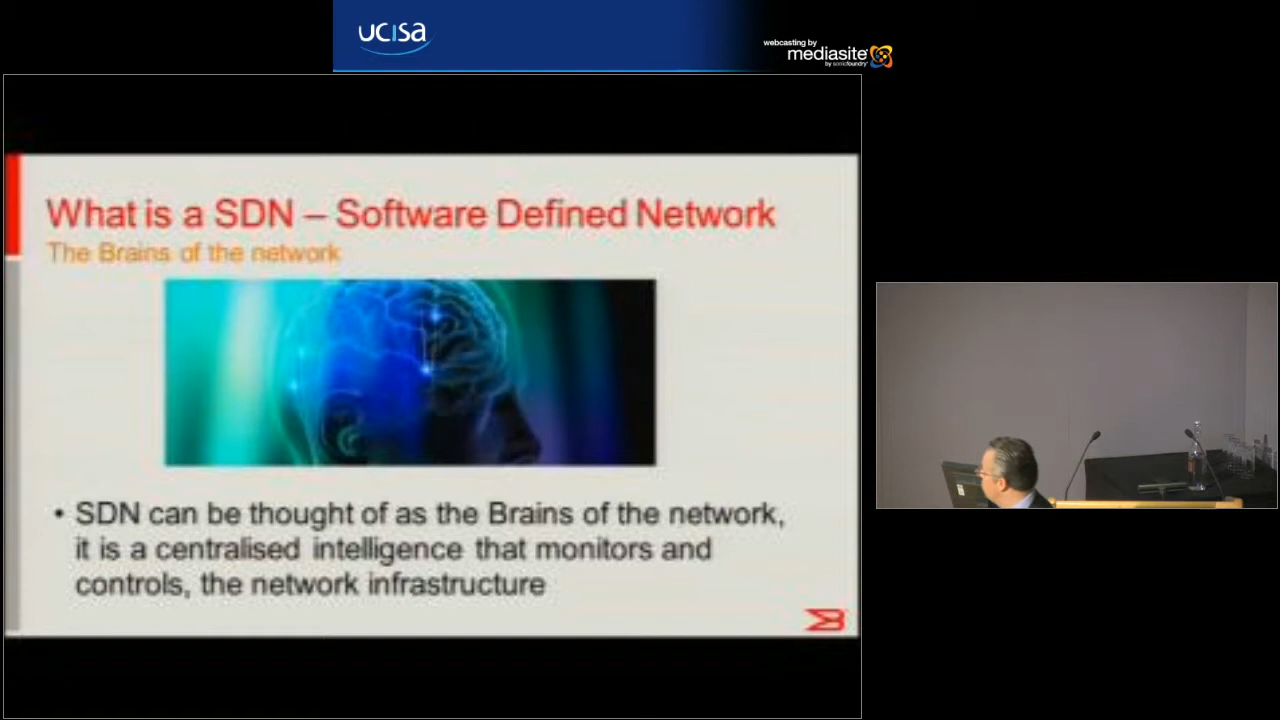 ucisa
webcasting by
mediasite
by sonicfoundry
What is a SDN – Software Defined Network
The Brains of the network
• SDN can be thought of as the Brains of the network,
it is a centralised intelligence that monitors and
controls, the network infrastructure